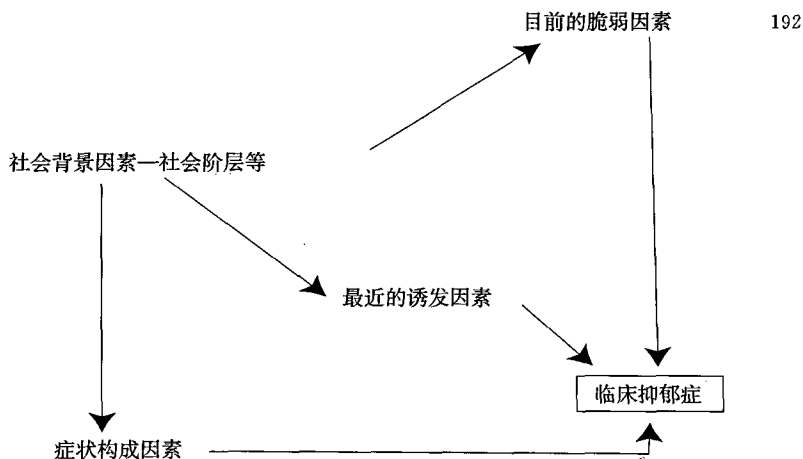 目前的脆弱因素
192
社会背景因素—社会阶层等
最近的诱发因素
临床抑郁症
症状构成因素